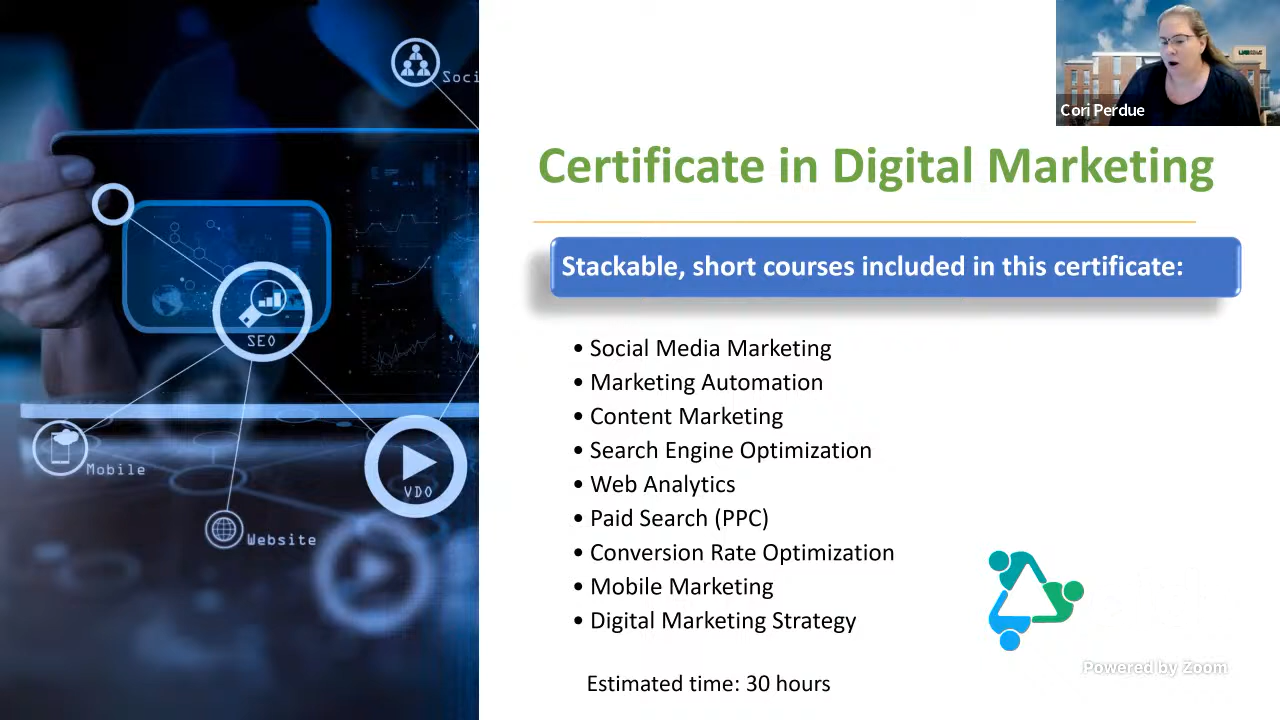 Soci
Cori Perdue
Certificate in Digital Marketing
Stackable, short courses included in this certificate:
SEO
• Social Media Marketing
• Marketing Automation
• Content Marketing
• Search Engine Optimization
• Web Analytics
• Paid Search (PPC)
• Conversion Rate Optimization
• Mobile Marketing
• Digital Marketing Strategy
Mobile
VDO
Website
Powered by Zoom
Estimated time: 30 hours